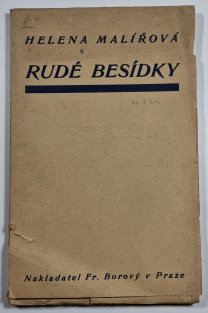 HELENA MALÍŘOVÁ
RUDÉ BESÍDKY
Nakladatel Fr. Borový v Praze